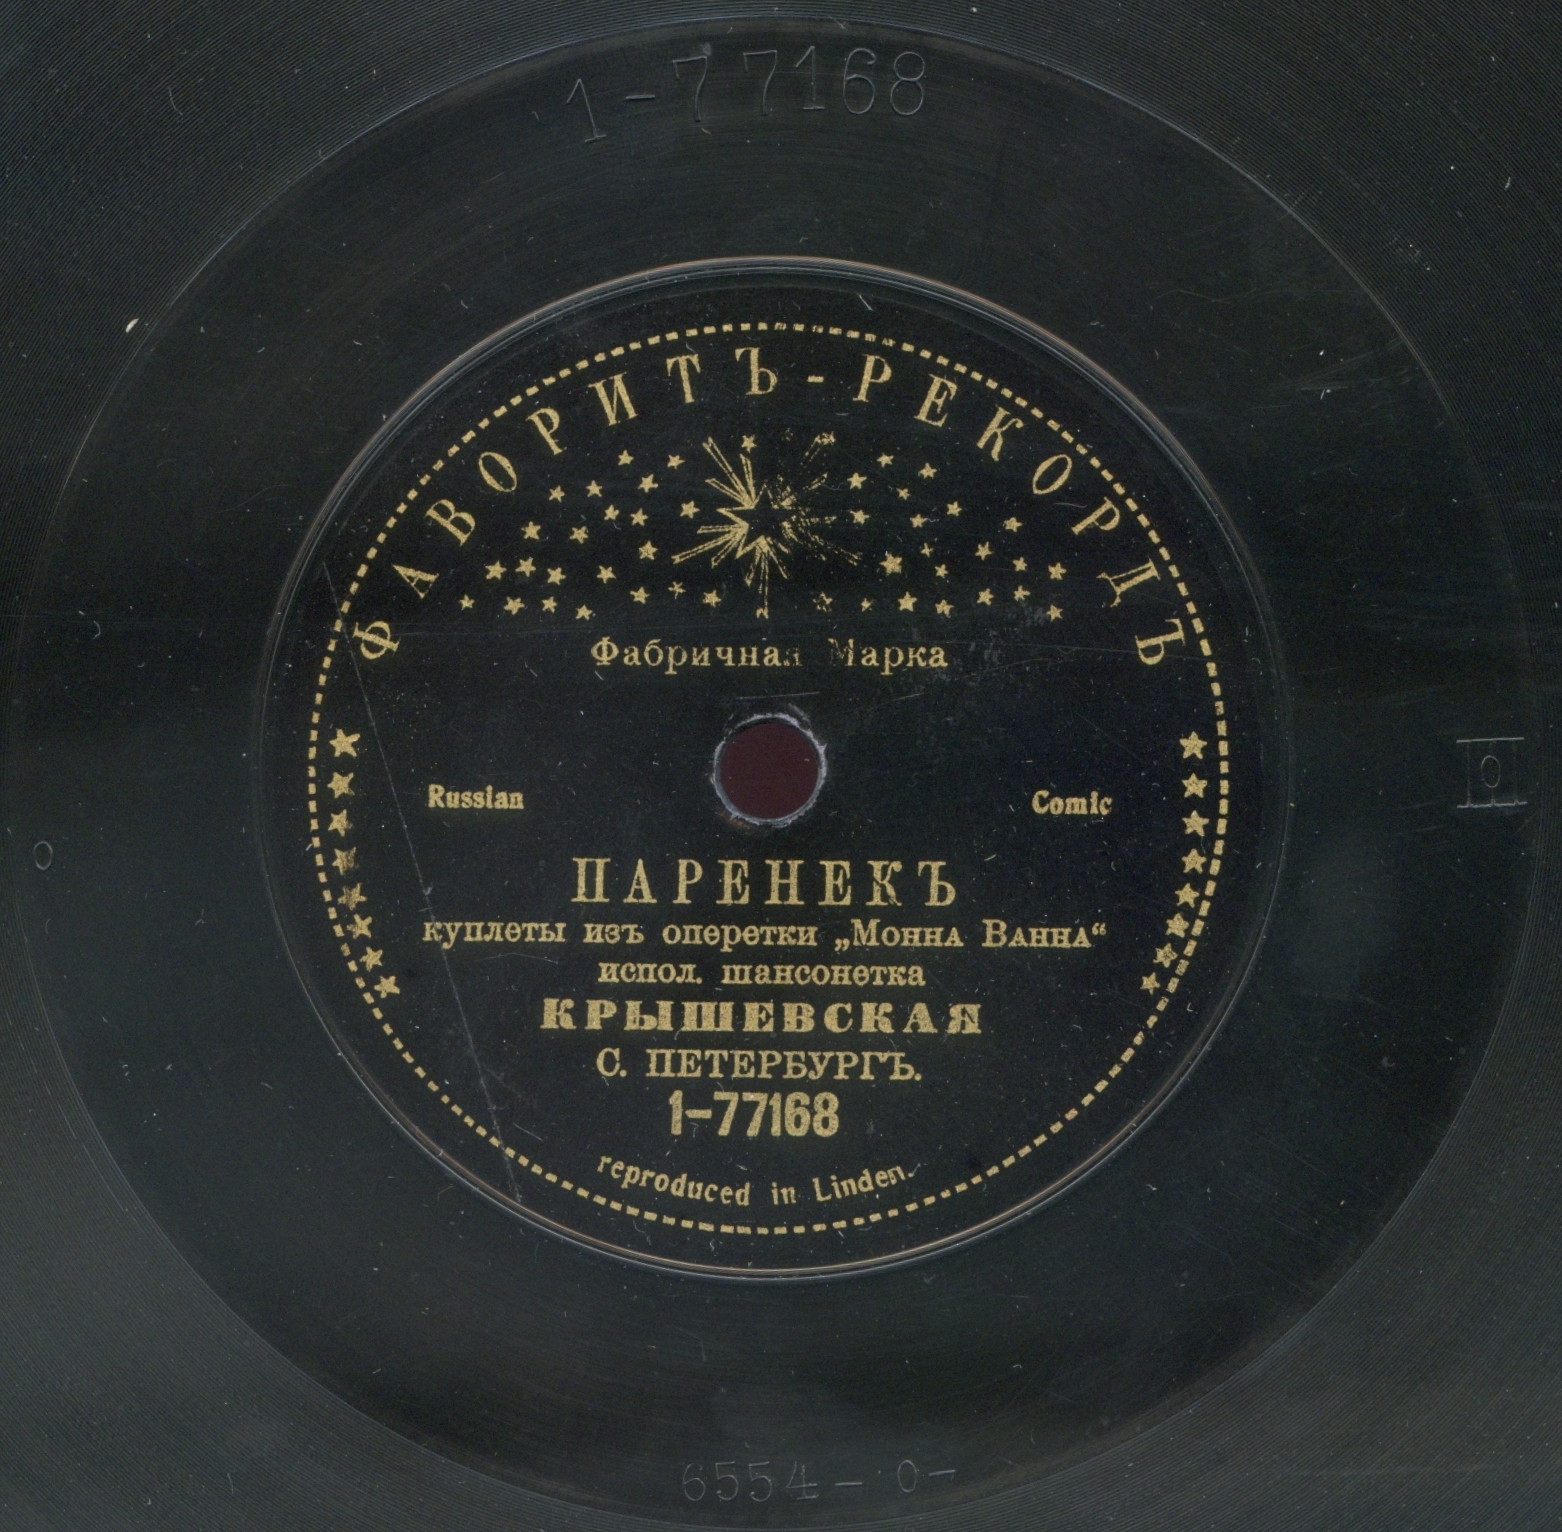 1-77168
ФАВОРИТЪ-РЕКОРДЪ
Фабричная Марка
Russian
Comic
ПАРЕНЕКЪ
куплеты изъ оперетки „Монна Ванна“
испол. шансонетка
КРЫШЕВСКАЯ
С. ПЕТЕРБУРГЪ.
1-77168
reproduced in Linden.
6554-0-